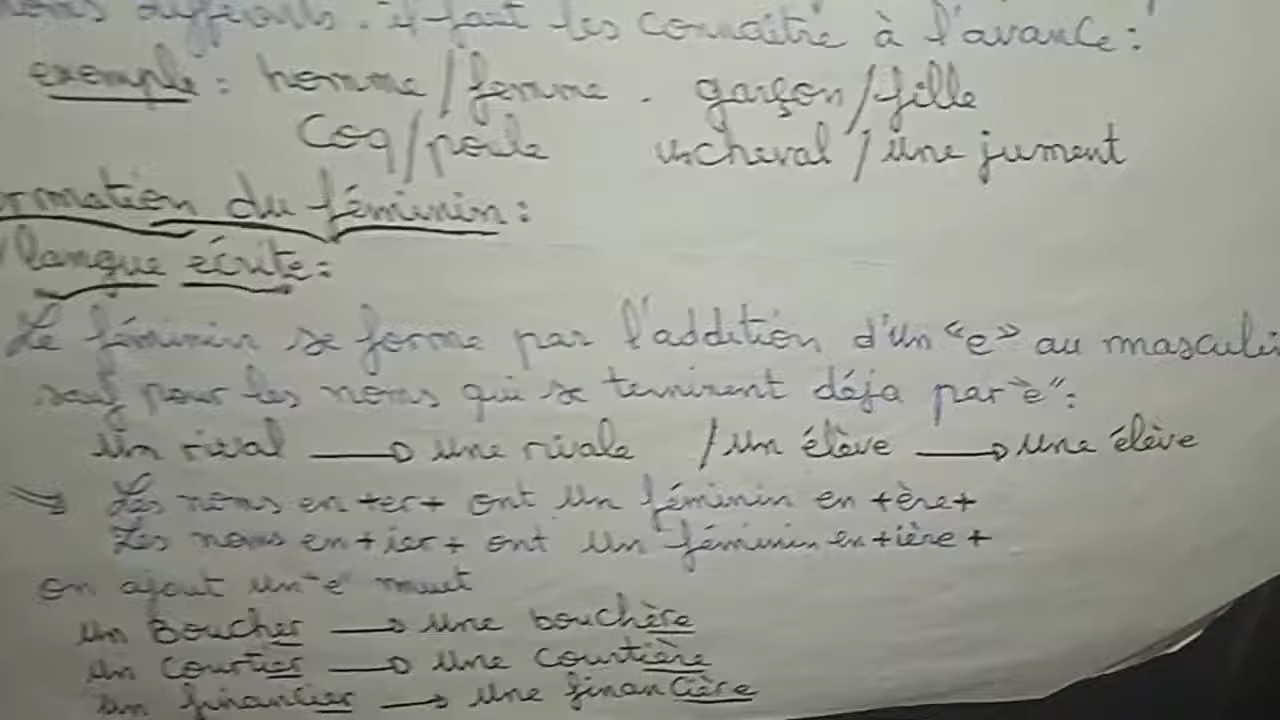 différents. il faut les connaître à l'avance:
exemple: homme/femme. garçon/fille
Coq/poule un cheval / une jument
ormation du féminin:
langue écrite:
Le féminin se forme par l'addition d'un "e" au masculin
sauf pour les noms qui se terminent déja par "e":
un rival → une rivale / un élève → une élève
Les noms en +er+ ont un féminin en +ère+
Les noms en +ier+ ont un féminin en +ière+
on ajout un "e" muet
un Boucher → une bouchère
un courtier → une courtière
un financier → une financière